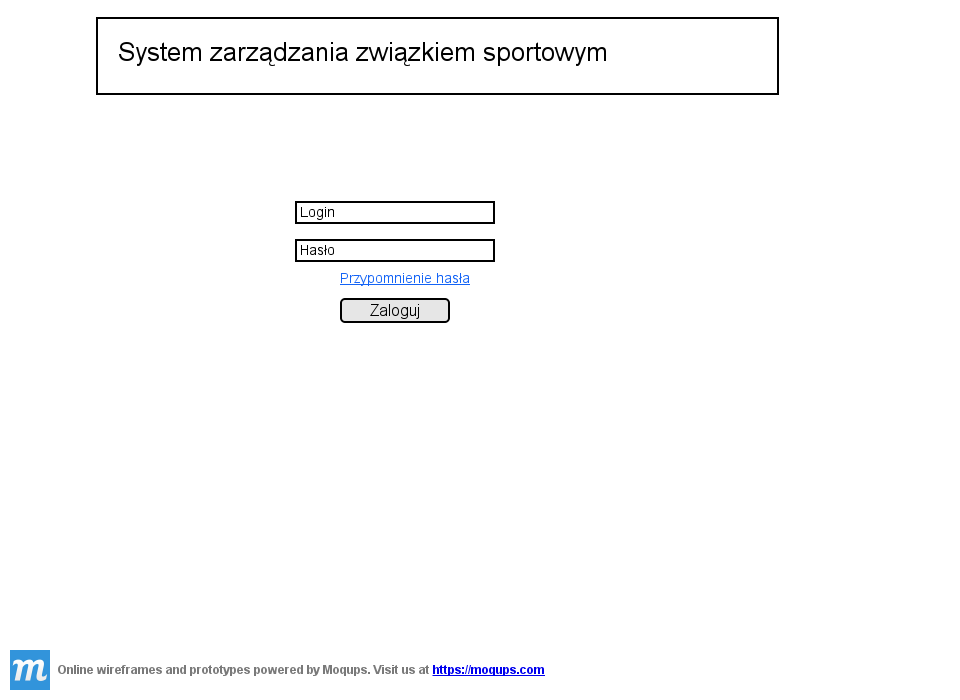 System zarządzania związkiem sportowym
Login
Hasło
Przypomnienie hasła
Zaloguj
m Online wireframes and prototypes powered by Moqups. Visit us at https://moqups.com